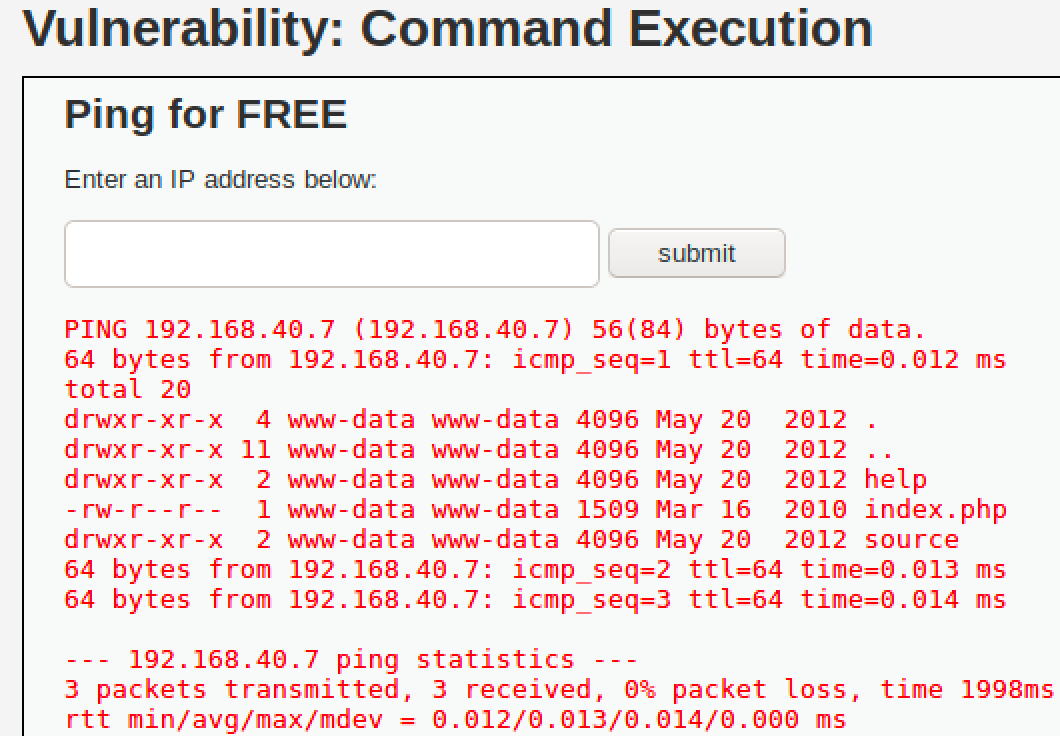 Vulnerability: Command Execution
Ping for FREE
Enter an IP address below:
submit
PING 192.168.40.7 (192.168.40.7) 56(84) bytes of data.
64 bytes from 192.168.40.7: icmp_seq=1 ttl=64 time=0.012 ms
total 20
drwxr-xr-x  4 www-data www-data 4096 May 20  2012 .
drwxr-xr-x 11 www-data www-data 4096 May 20  2012 ..
drwxr-xr-x  2 www-data www-data 4096 May 20  2012 help
-rw-r--r--  1 www-data www-data 1509 Mar 16  2010 index.php
drwxr-xr-x  2 www-data www-data 4096 May 20  2012 source
64 bytes from 192.168.40.7: icmp_seq=2 ttl=64 time=0.013 ms
64 bytes from 192.168.40.7: icmp_seq=3 ttl=64 time=0.014 ms
--- 192.168.40.7 ping statistics ---
3 packets transmitted, 3 received, 0% packet loss, time 1998ms
rtt min/avg/max/mdev = 0.012/0.013/0.014/0.000 ms